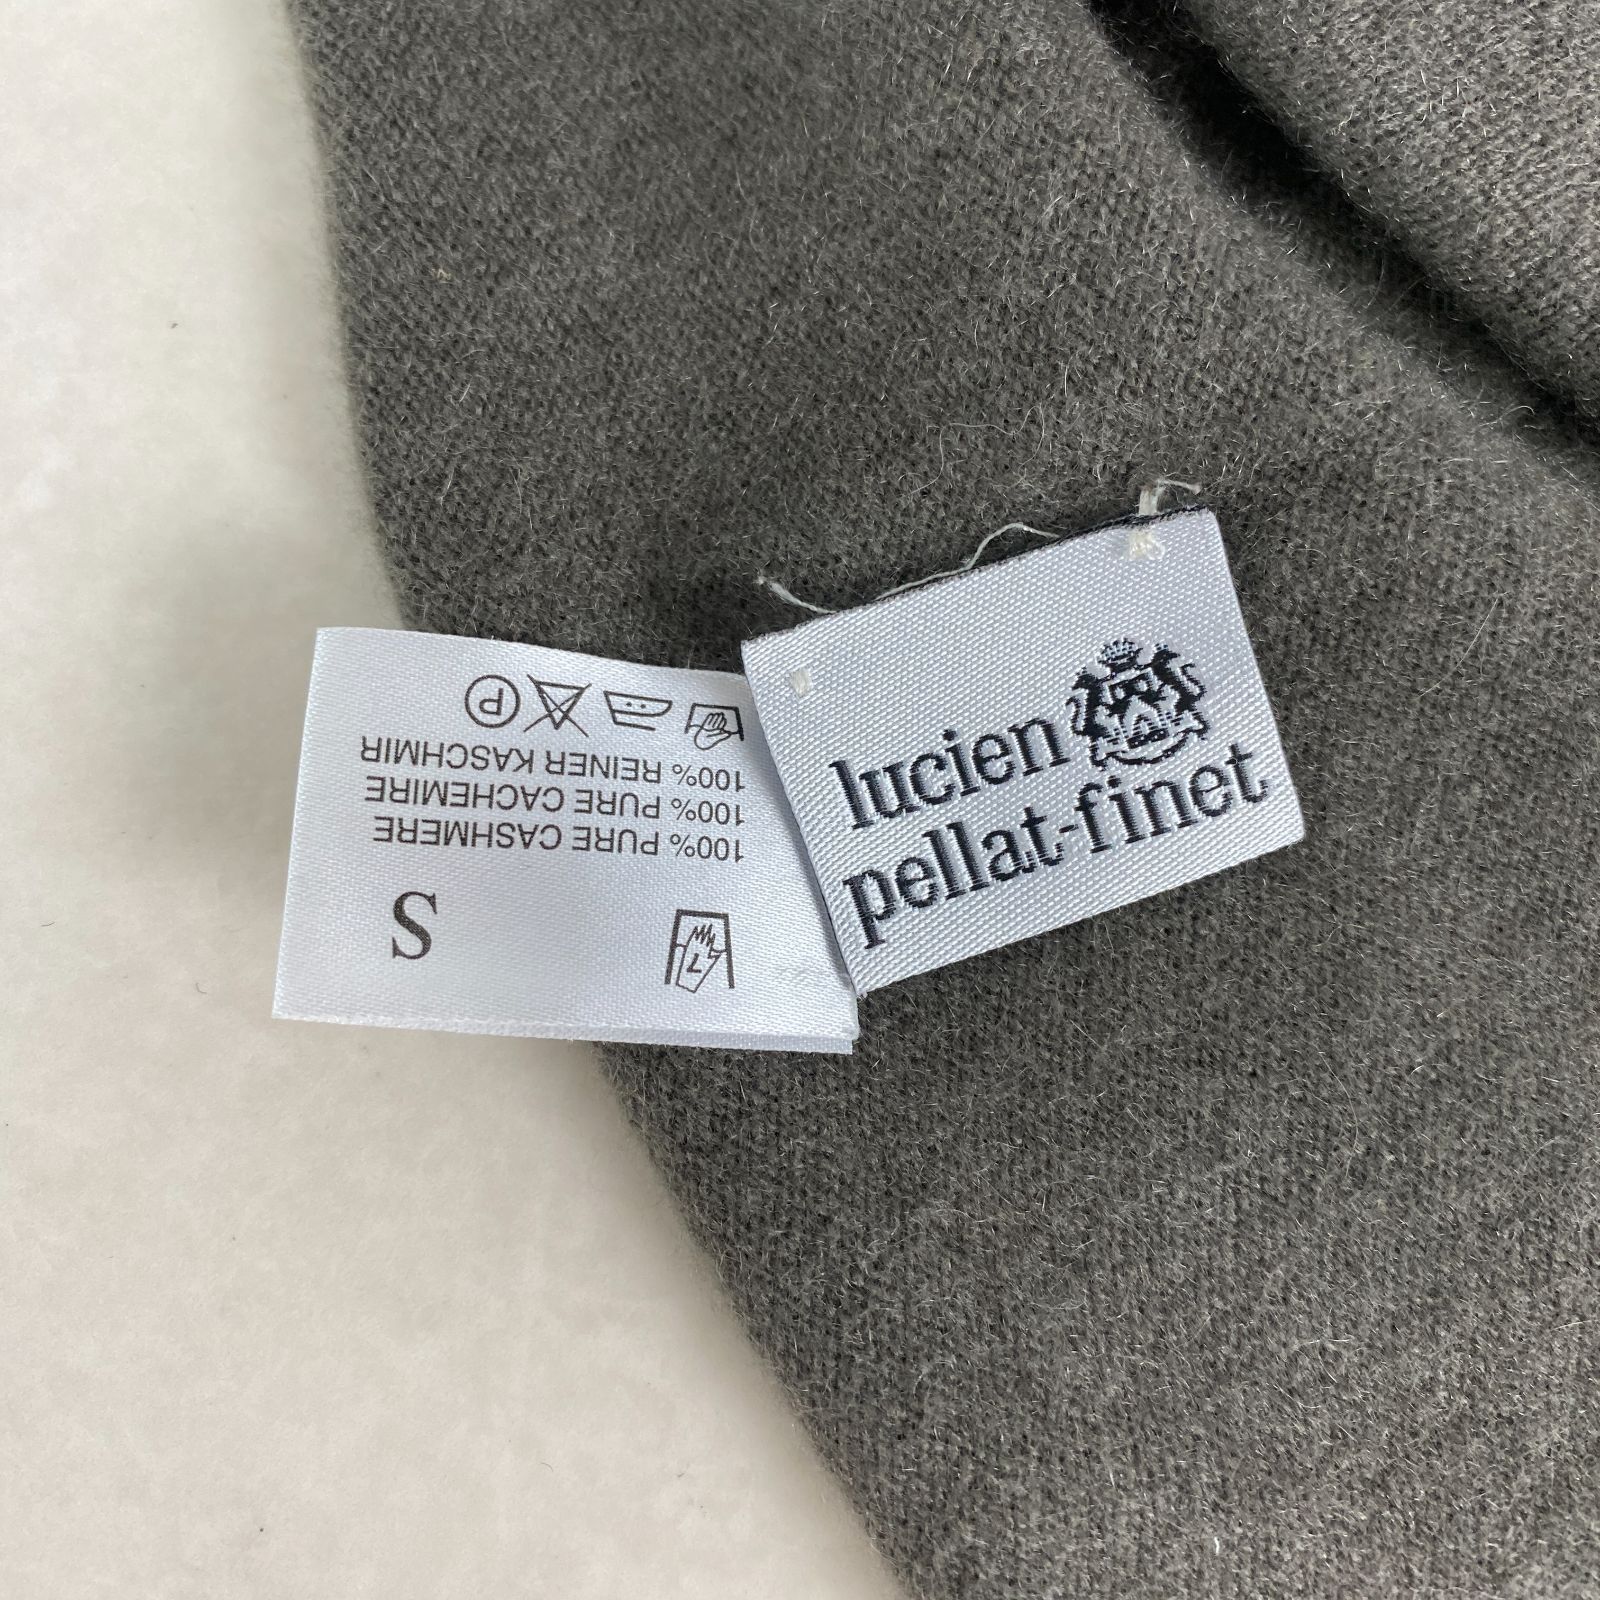 lucien
pellat-finet
S
100% PURE CASHMERE
100% PURE CACHEMIRE
100% REINER KASCHMIR
P